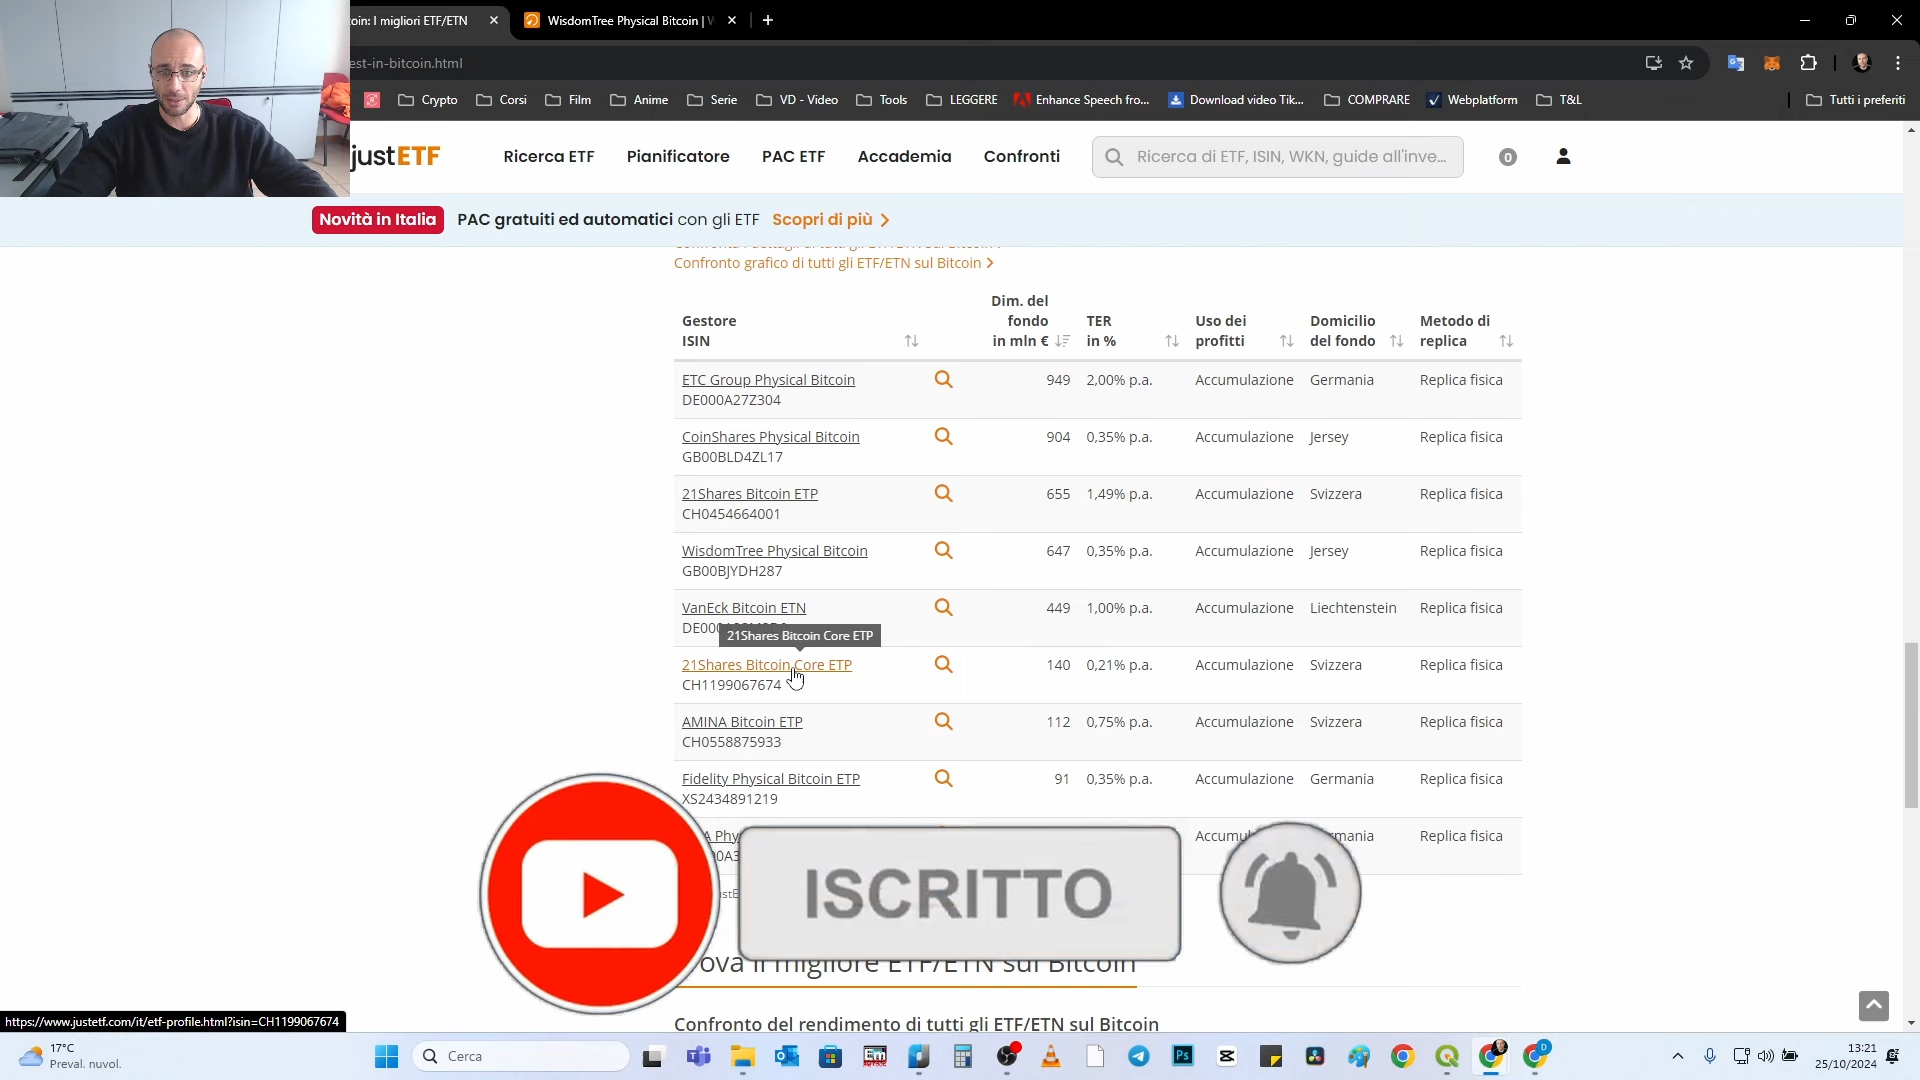 oin: I migliori ETF/ETN
WisdomTree Physical Bitcoin |
est-in-bitcoin.html
Crypto
Corsi
Film
Anime
Serie
VD - Video
Tools
LEGGERE
Enhance Speech fro...
Download video Tik...
COMPRARE
Webplatform
T&L
Tutti i preferiti
justETF
Ricerca ETF
Pianificatore
PAC ETF
Accademia
Confronti
Ricerca di ETF, ISIN, WKN, guide all'inve...
0
Novità in Italia
PAC gratuiti ed automatici con gli ETF
Scopri di più
Confronto grafico di tutti gli ETF/ETN sul Bitcoin
Gestore
ISIN
Dim. del
fondo
in mln €
TER
in %
Uso dei
profitti
Domicilio
del fondo
Metodo di
replica
ETC Group Physical Bitcoin 949 2,00% p.a. Accumulazione Germania Replica fisica
DE000A27Z304
CoinShares Physical Bitcoin 904 0,35% p.a. Accumulazione Jersey Replica fisica
GB00BLD4ZL17
21Shares Bitcoin ETP 655 1,49% p.a. Accumulazione Svizzera Replica fisica
CH0454664001
WisdomTree Physical Bitcoin 647 0,35% p.a. Accumulazione Jersey Replica fisica
GB00BJYDH287
VanEck Bitcoin ETN 449 1,00% p.a. Accumulazione Liechtenstein Replica fisica
DE000
21Shares Bitcoin Core ETP
21Shares Bitcoin Core ETP 140 0,21% p.a. Accumulazione Svizzera Replica fisica
CH1199067674
AMINA Bitcoin ETP 112 0,75% p.a. Accumulazione Svizzera Replica fisica
CH0558875933
Fidelity Physical Bitcoin ETP 91 0,35% p.a. Accumulazione Germania Replica fisica
XS2434891219
Replica fisica
ISCRITTO
Confronto del rendimento di tutti gli ETF/ETN sul Bitcoin
https://www.justetf.com/it/etf-profile.html?isin=CH1199067674
17°C
Preval. nuvol.
Cerca
13:21
25/10/2024